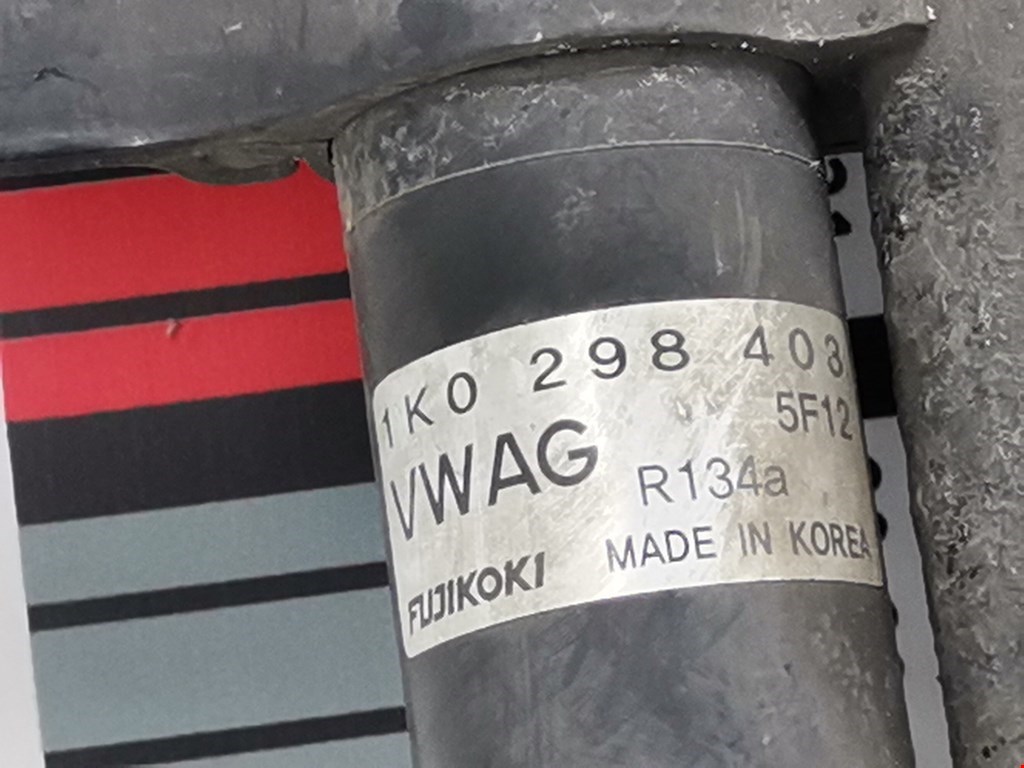 1K0 298 403
5F12
VWAG
R134a
MADE IN KOREA
FUJIKOKI